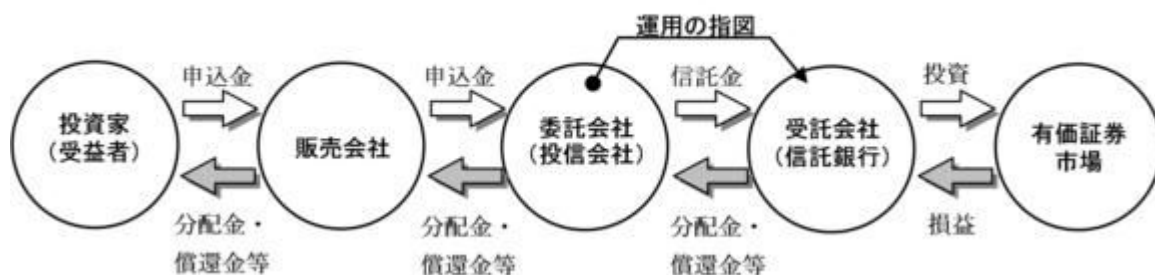 運用の指図
申込金
申込金
信託金
投資
投資家
（受益者）
販売会社
委託会社
（投信会社）
受託会社
（信託銀行）
有価証券
市場
分配金・
償還金等
分配金・
償還金等
分配金・
償還金等
損益